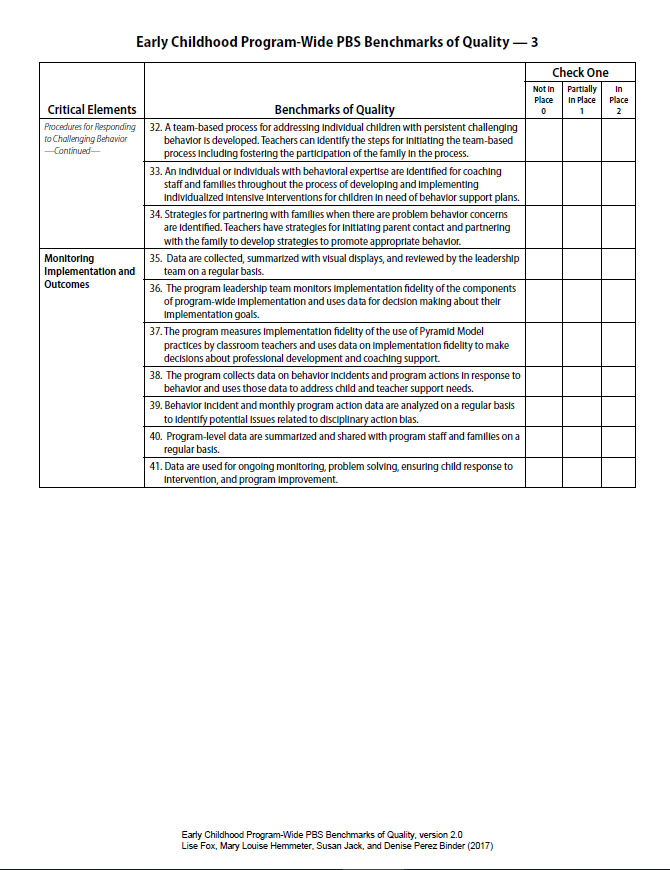 Early Childhood Program-Wide PBS Benchmarks of Quality — 3
Check One
Critical Elements
Benchmarks of Quality
Not In Place 0
Partially In Place 1
In Place 2
Procedures for Responding
to Challenging Behavior
—Continued—
32. A team-based process for addressing individual children with persistent challenging
behavior is developed. Teachers can identify the steps for initiating the team-based
process including fostering the participation of the family in the process.
33. An individual or individuals with behavioral expertise are identified for coaching
staff and families throughout the process of developing and implementing
individualized intensive interventions for children in need of behavior support plans.
34. Strategies for partnering with families when there are problem behavior concerns
are identified. Teachers have strategies for initiating parent contact and partnering
with the family to develop strategies to promote appropriate behavior.
Monitoring
Implementation and
Outcomes
35. Data are collected, summarized with visual displays, and reviewed by the leadership
team on a regular basis.
36. The program leadership team monitors implementation fidelity of the components
of program-wide implementation and uses data for decision making about their
implementation goals.
37. The program measures implementation fidelity of the use of Pyramid Model
practices by classroom teachers and uses data on implementation fidelity to make
decisions about professional development and coaching support.
38. The program collects data on behavior incidents and program actions in response to
behavior and uses those data to address child and teacher support needs.
39. Behavior incident and monthly program action data are analyzed on a regular basis
to identify potential issues related to disciplinary action bias.
40. Program-level data are summarized and shared with program staff and families on a
regular basis.
41. Data are used for ongoing monitoring, problem solving, ensuring child response to
intervention, and program improvement.
Early Childhood Program-Wide PBS Benchmarks of Quality, version 2.0
Lise Fox, Mary Louise Hemmeter, Susan Jack, and Denise Perez Binder (2017)